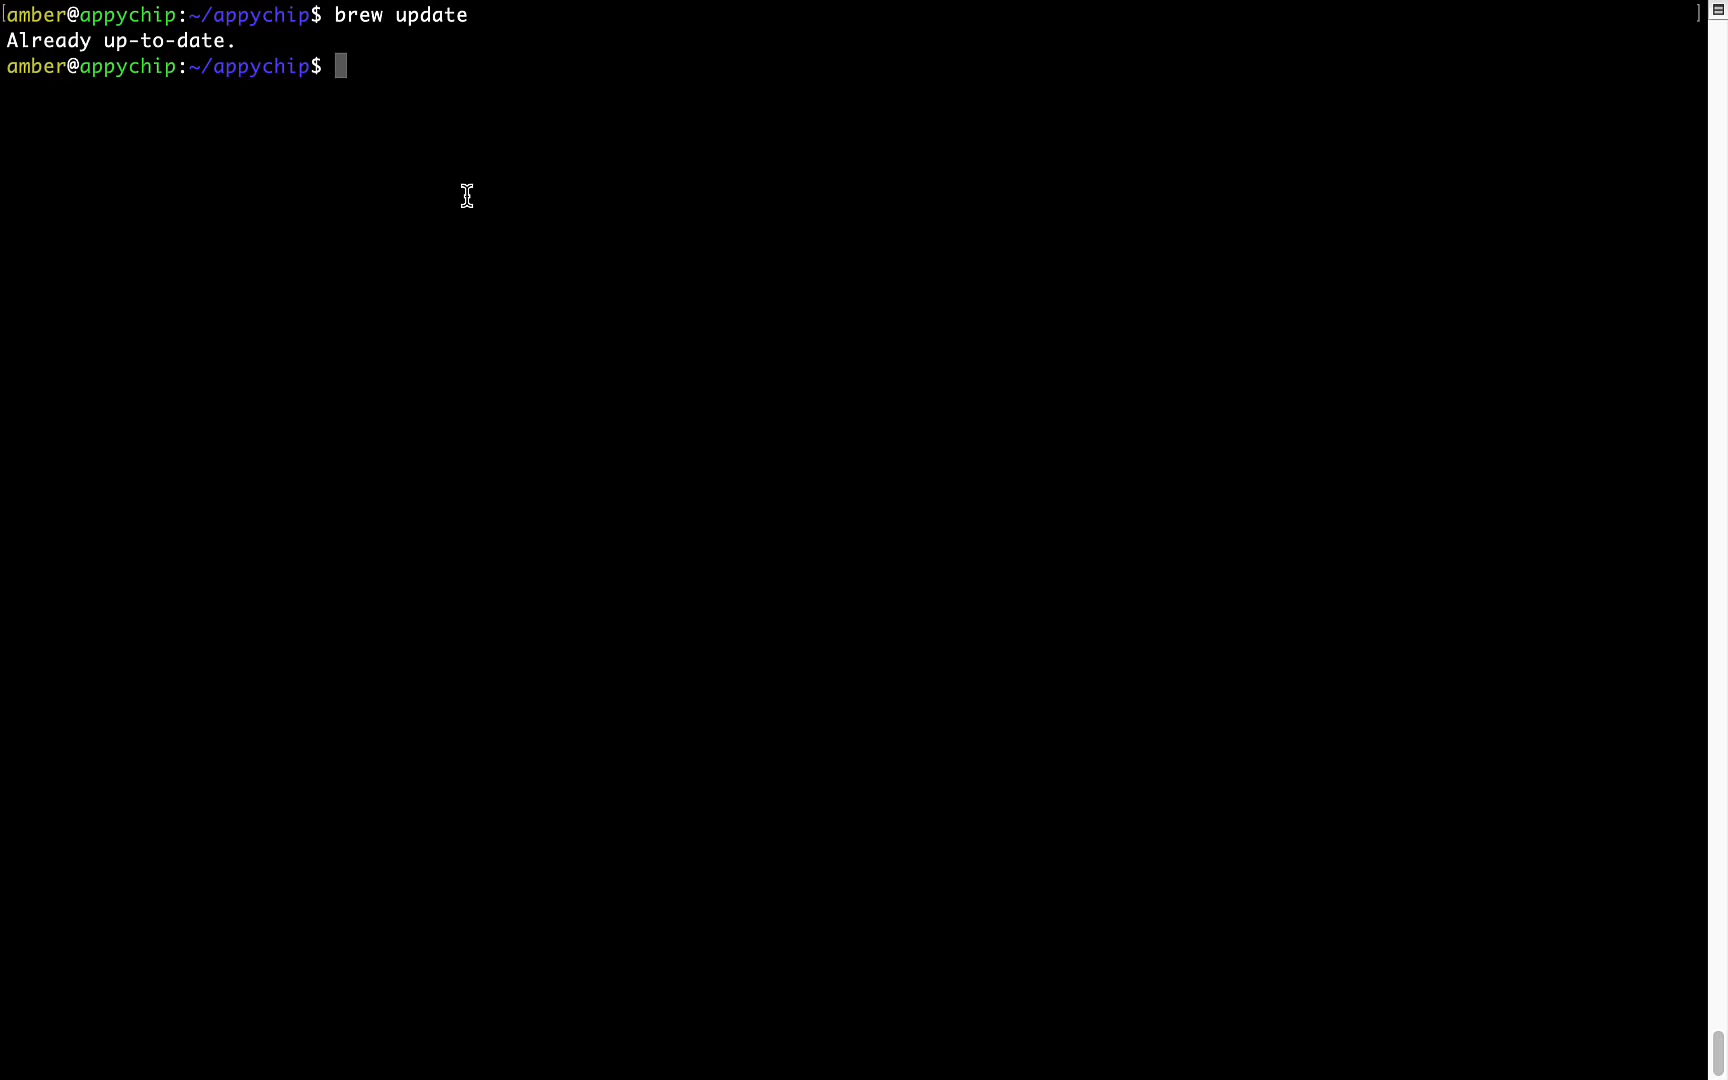 [amber@appychip:~/appychip$ brew update ]
Already up-to-date.
amber@appychip:~/appychip$